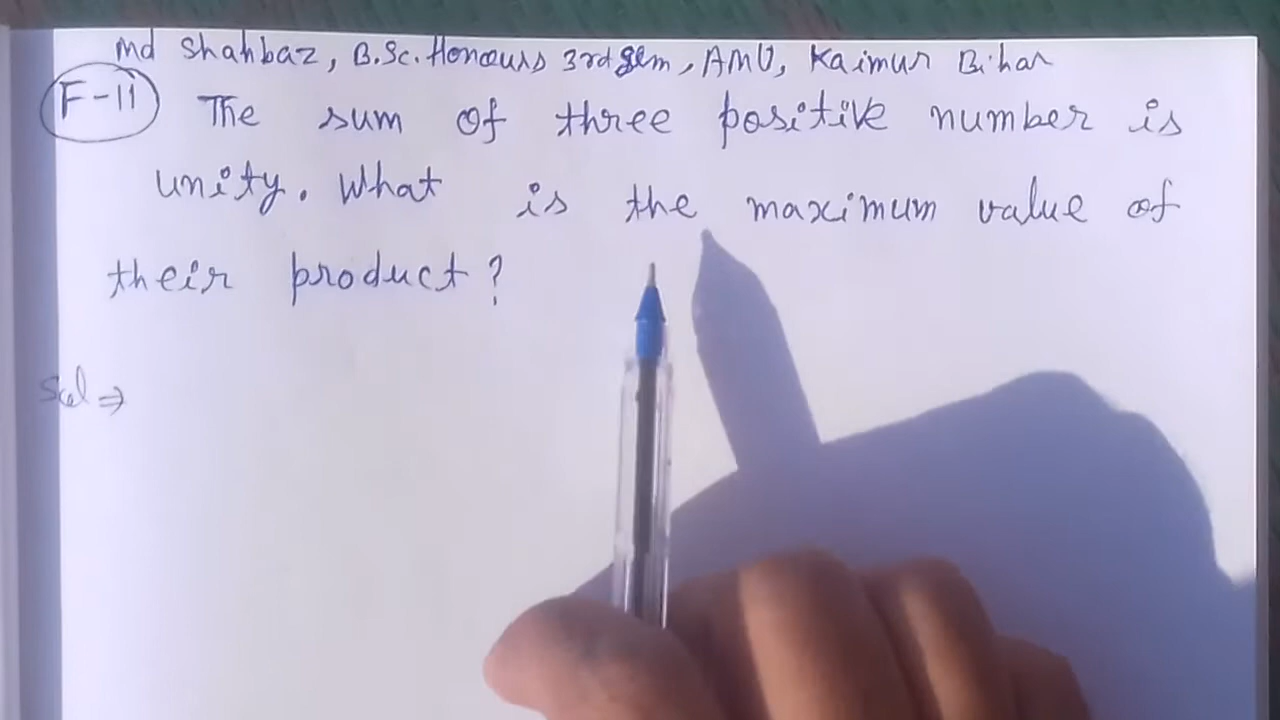 Md Shahbaz, B.Sc. Honours 3rd Sem, AMU, Kaimur Bihar
F-11 The sum of three positive number is
unity. What is the maximum value of
their product?
Sol ⇒